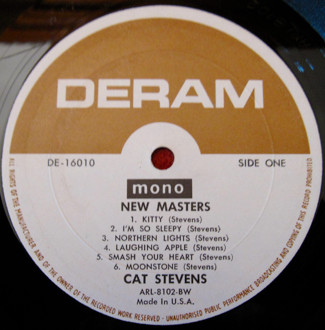 DERAM
DE-16010
SIDE ONE
mono
NEW MASTERS
1. KITTY (Stevens)
2. I'M SO SLEEPY (Stevens)
3. NORTHERN LIGHTS (Stevens)
4. LAUGHING APPLE (Stevens)
5. SMASH YOUR HEART (Stevens)
6. MOONSTONE (Stevens)
CAT STEVENS
ARL-8102-BW
Made in U.S.A.
ALL RIGHTS OF THE MANUFACTURER AND OF THE OWNER OF THE RECORDED WORK RESERVED - UNAUTHORISED PUBLIC PERFORMANCE, BROADCASTING AND COPYING OF THIS RECORD PROHIBITED